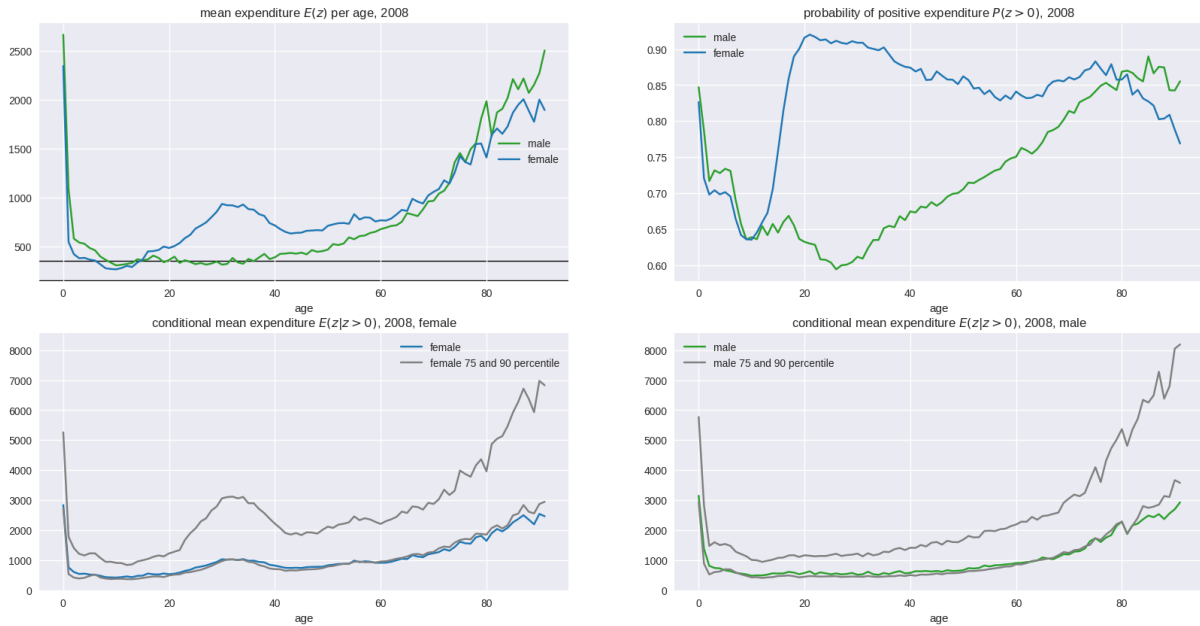 mean expenditure E(z) per age, 2008
2500
2000
1500
1000
500
male
female
0 20 40 60 80
age
probability of positive expenditure P(z > 0), 2008
male
female
0.90
0.85
0.80
0.75
0.70
0.65
0.60
0 20 40 60 80
age
conditional mean expenditure E(z|z > 0), 2008, female
female
female 75 and 90 percentile
8000
7000
6000
5000
4000
3000
2000
1000
0
0 20 40 60 80
age
conditional mean expenditure E(z|z > 0), 2008, male
male
male 75 and 90 percentile
8000
7000
6000
5000
4000
3000
2000
1000
0
0 20 40 60 80
age